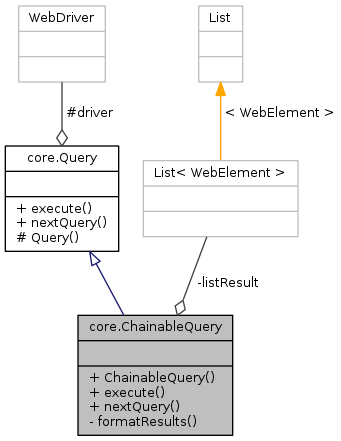 WebDriver
List
#driver
< WebElement >
core.Query
+ execute()
+ nextQuery()
# Query()
List< WebElement >
-listResult
core.ChainableQuery
+ ChainableQuery()
+ execute()
+ nextQuery()
- formatResults()